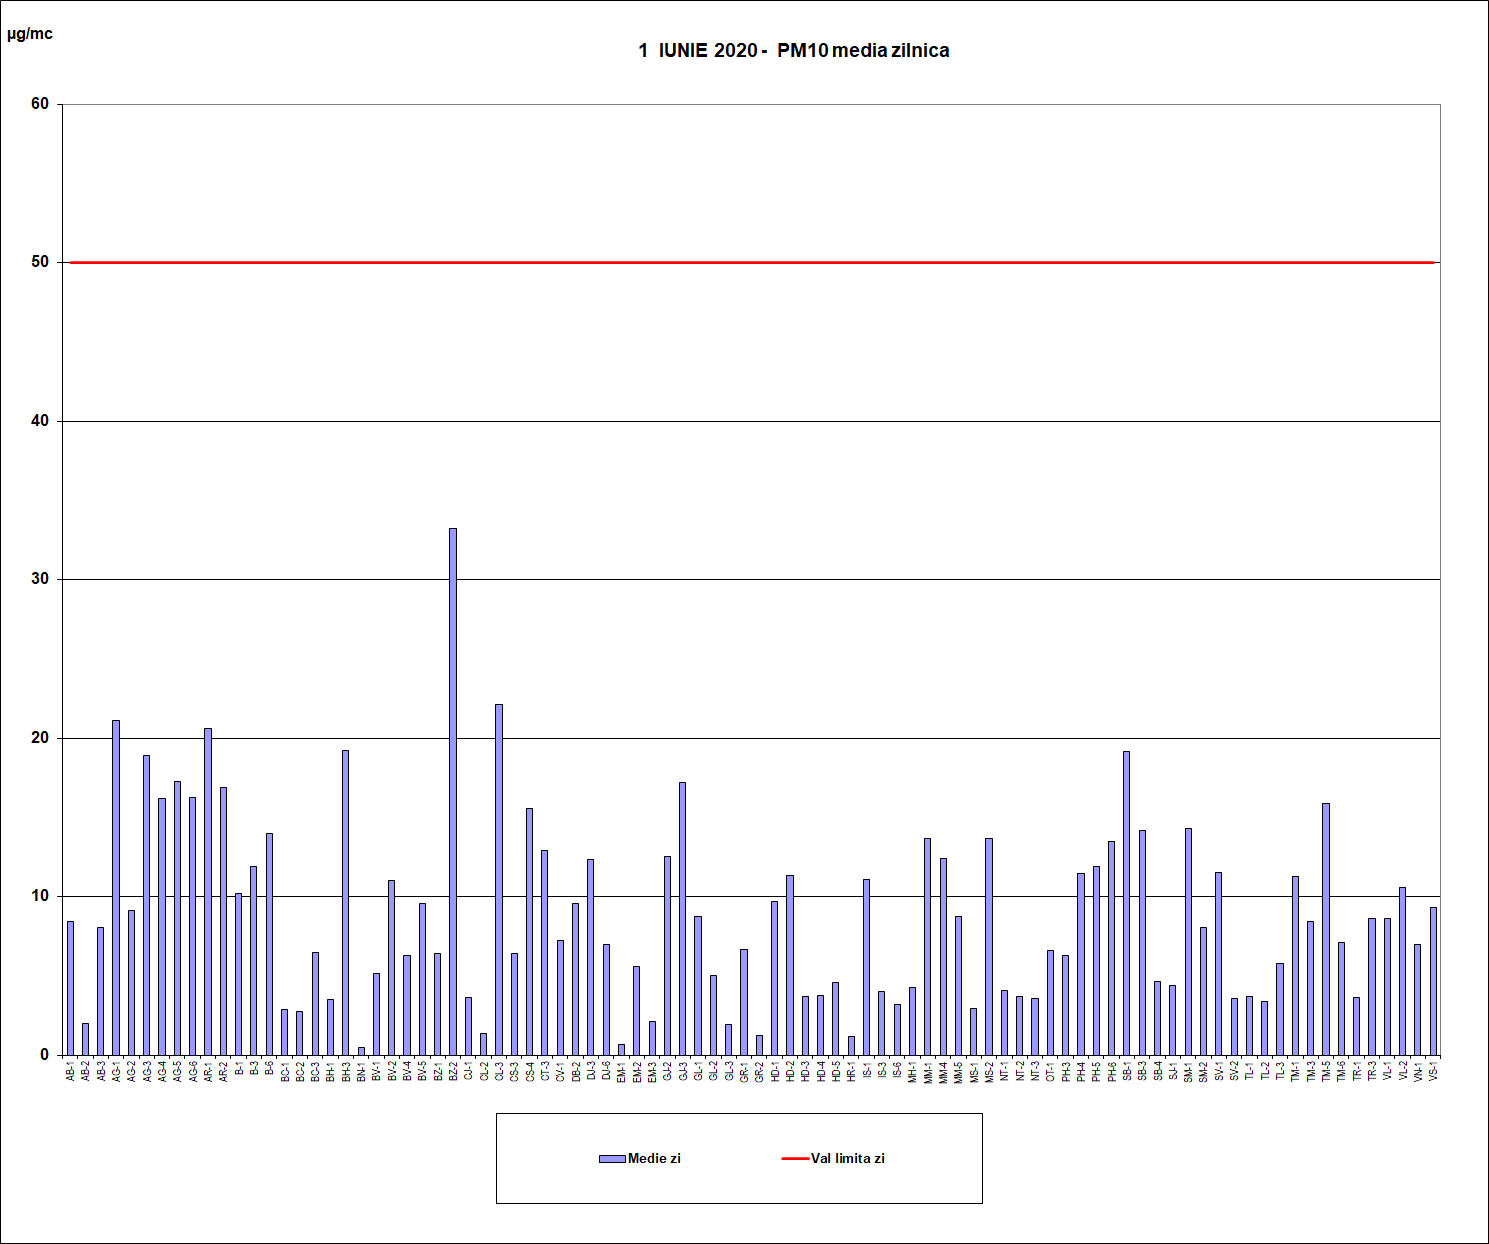 µg/mc
1 IUNIE 2020 - PM10 media zilnica
60
50
40
30
20
10
0
AB-1 AB-2 AB-3 AG-1 AG-2 AG-3 AG-4 AG-5 AG-6 AR-1 AR-2 B-1 B-3 B-6 BC-1 BC-2 BC-3 BH-1 BH-3 BN-1 BV-1 BV-2 BV-4 BV-5 BZ-1 BZ-2 CJ-1 CL-2 CL-3 CS-3 CS-4 CT-3 CV-1 DB-2 DJ-3 DJ-6 EM-1 EM-2 EM-3 GJ-2 GJ-3 GL-1 GL-2 GL-3 GR-1 GR-2 HD-1 HD-2 HD-3 HD-4 HD-5 HR-1 IS-1 IS-3 IS-6 MH-1 MM-1 MM-4 MM-5 MS-1 MS-2 NT-1 NT-2 NT-3 OT-1 PH-3 PH-4 PH-5 PH-6 SB-1 SB-3 SB-4 SJ-1 SM-1 SM-2 SV-1 SV-2 TL-1 TL-2 TL-3 TM-1 TM-3 TM-5 TM-6 TR-1 TR-3 VL-1 VL-2 VN-1 VS-1
Medie zi
Val limita zi